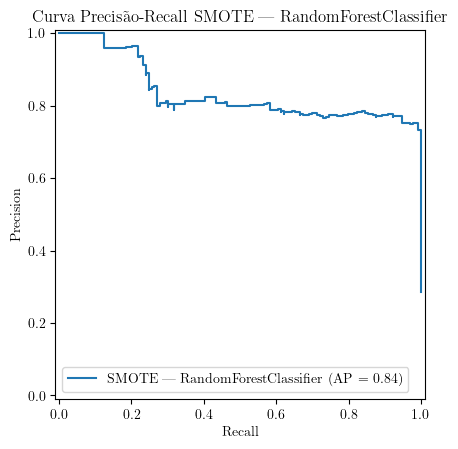 Curva Precisão-Recall SMOTE — RandomForestClassifier
1.0
0.8
0.6
0.4
0.2
0.0
Precision
SMOTE — RandomForestClassifier (AP = 0.84)
0.0 0.2 0.4 0.6 0.8 1.0
Recall